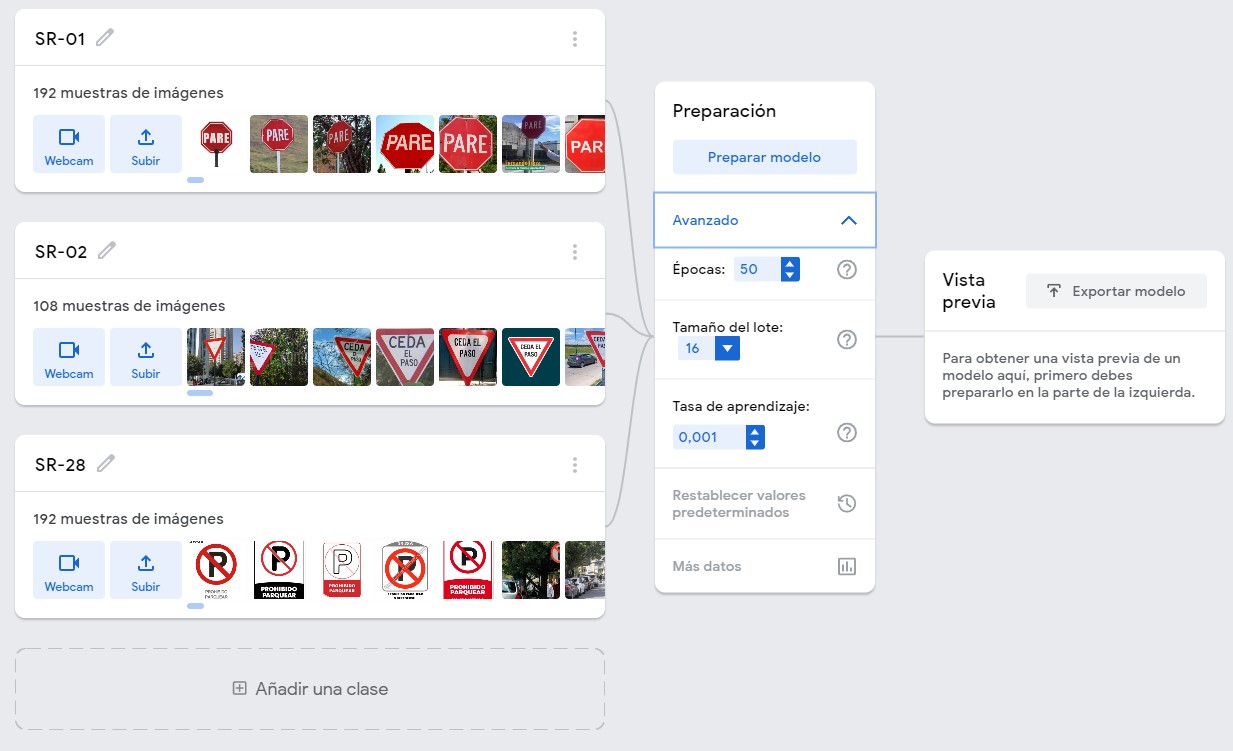 SR-01
192 muestras de imágenes
Webcam
Subir
PARE
PARE
PARE
PARE
PARE
PARE
PAR
SR-02
108 muestras de imágenes
Webcam
Subir
CEDA
EL
PASO
CEDA
EL
PASO
CEDA EL
PASO
CEDA EL
PASO
CEDA
SR-28
192 muestras de imágenes
Webcam
Subir
P
PROHIBIDO
PARQUEAR
P
PROHIBIDO
PARQUEAR
P
PROHIBIDO
PARQUEAR
P
P
PROHIBIDO
PARQUEAR
Añadir una clase
Preparación
Preparar modelo
Avanzado
Épocas: 50
Tamaño del lote:
16
Tasa de aprendizaje:
0,001
Restablecer valores
predeterminados
Más datos
Vista
previa
Exportar modelo
Para obtener una vista previa de un
modelo aquí, primero debes
prepararlo en la parte de la izquierda.